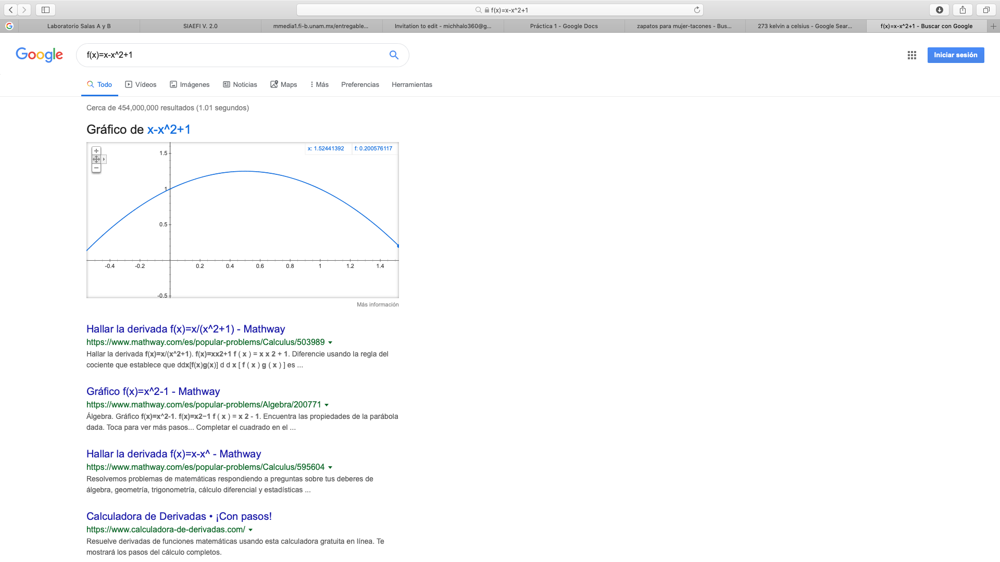 f(x)=x-x^2+1
Laboratorio Salas A y B
SIAEFI V. 2.0
mmedia1.fi-b.unam.mx/entregable...
Invitation to edit - michhalo360@g...
Práctica 1 - Google Docs
zapatos para mujer-tacones - Bus...
273 kelvin a celsius - Google Sear...
f(x)=x-x^2+1 - Buscar con Google
Google
f(x)=x-x^2+1
Iniciar sesión
Todo
Vídeos
Imágenes
Noticias
Maps
Más
Preferencias
Herramientas
Cerca de 454,000,000 resultados (1.01 segundos)
Gráfico de x-x^2+1
x: 1.52441392
f: 0.200576117
1.5
1
0.5
-0.4
-0.2
0.2
0.4
0.6
0.8
1
1.2
1.4
-0.5
Más información
Hallar la derivada f(x)=x/(x^2+1) - Mathway
https://www.mathway.com/es/popular-problems/Calculus/503989
Hallar la derivada f(x)=x/(x^2+1). f(x)=xx2+1 f ( x ) = x x 2 + 1. Diferencie usando la regla del
cociente que establece que ddx[f(x)g(x)] d d x [ f ( x ) g ( x ) ] es ...
Gráfico f(x)=x^2-1 - Mathway
https://www.mathway.com/es/popular-problems/Algebra/200771
Álgebra. Gráfico f(x)=x^2-1. f(x)=x2−1 f ( x ) = x 2 - 1. Encuentra las propiedades de la parábola
dada. Toca para ver más pasos... Completar el cuadrado en el ...
Hallar la derivada f(x)=x-x^ - Mathway
https://www.mathway.com/es/popular-problems/Calculus/595604
Resolvemos problemas de matemáticas respondiendo a preguntas sobre tus deberes de
álgebra, geometría, trigonometría, cálculo diferencial y estadísticas ...
Calculadora de Derivadas • ¡Con pasos!
https://www.calculadora-de-derivadas.com/
Resuelve derivadas de funciones matemáticas usando esta calculadora gratuita en línea. Te
mostrará los pasos del cálculo completos.